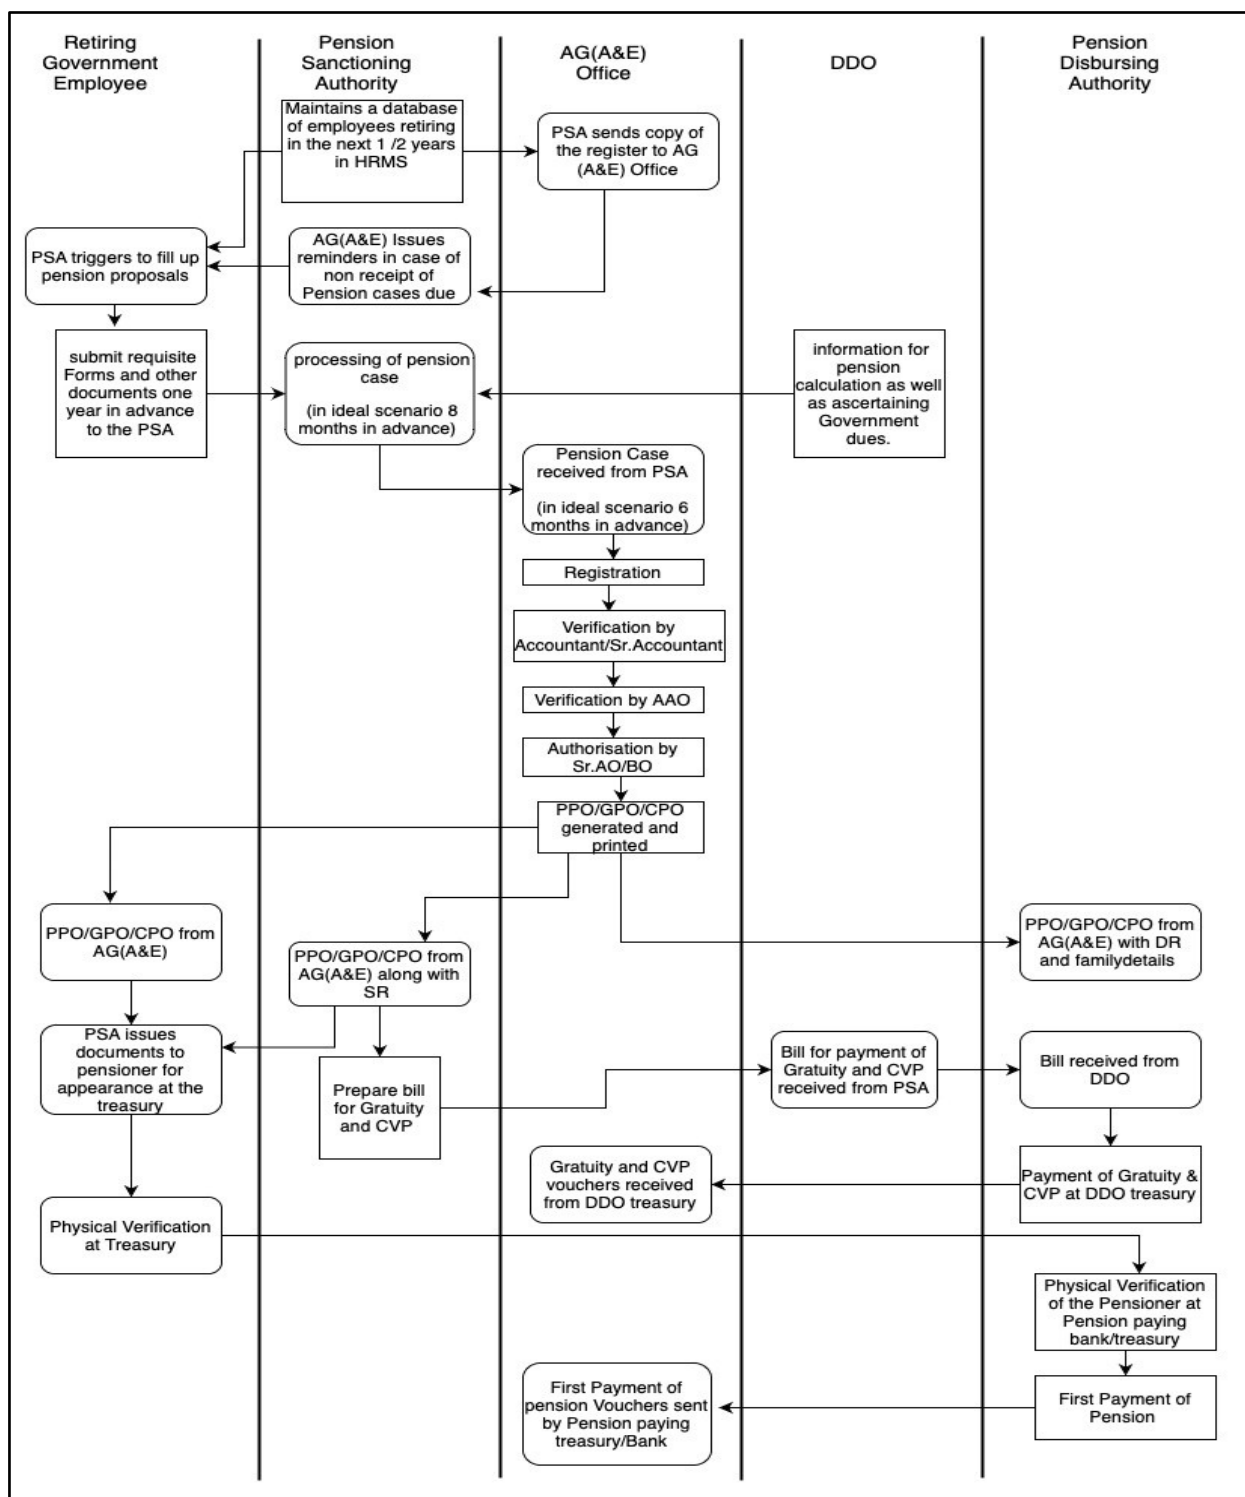 Retiring
Government
Employee
Pension
Sanctioning
Authority
AG(A&E)
Office
DDO
Pension
Disbursing
Authority
Maintains a database
of employees retiring
in the next 1 /2 years
in HRMS
PSA sends copy of
the register to AG
(A&E) Office
PSA triggers to fill up
pension proposals
AG(A&E) Issues
reminders in case of
non receipt of
Pension cases due
submit requisite
Forms and other
documents one
year in advance
to the PSA
processing of pension
case
(in ideal scenario 8
months in advance)
information for
pension
calculation as well
as ascertaining
Government
dues.
Pension Case
received from PSA
(in ideal scenario 6
months in advance)
Registration
Verification by
Accountant/Sr.Accountant
Verification by AAO
Authorisation by
Sr.AO/BO
PPO/GPO/CPO
generated and
printed
PPO/GPO/CPO from
AG(A&E)
PPO/GPO/CPO from
AG(A&E) along with
SR
PPO/GPO/CPO from
AG(A&E) with DR
and familydetails
PSA issues
documents to
pensioner for
appearance at the
treasury
Prepare bill
for Gratuity
and CVP
Bill for payment of
Gratuity and CVP
received from PSA
Bill received from
DDO
Gratuity and CVP
vouchers received
from DDO treasury
Payment of Gratuity &
CVP at DDO treasury
Physical Verification
at Treasury
Physical Verification
of the Pensioner at
Pension paying
bank/treasury
First Payment of
pension Vouchers sent
by Pension paying
treasury/Bank
First Payment of
Pension